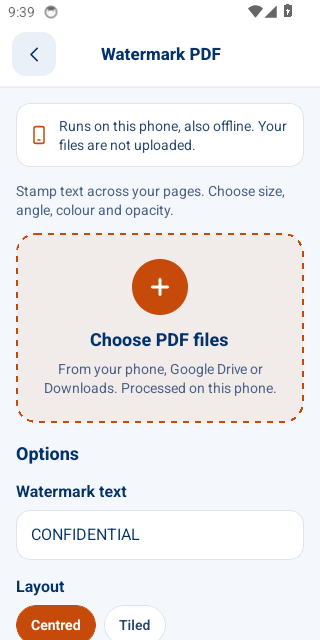 9:39
Watermark PDF
Runs on this phone, also offline. Your
files are not uploaded.
Stamp text across your pages. Choose size,
angle, colour and opacity.
Choose PDF files
From your phone, Google Drive or
Downloads. Processed on this phone.
Options
Watermark text
CONFIDENTIAL
Layout
Centred
Tiled